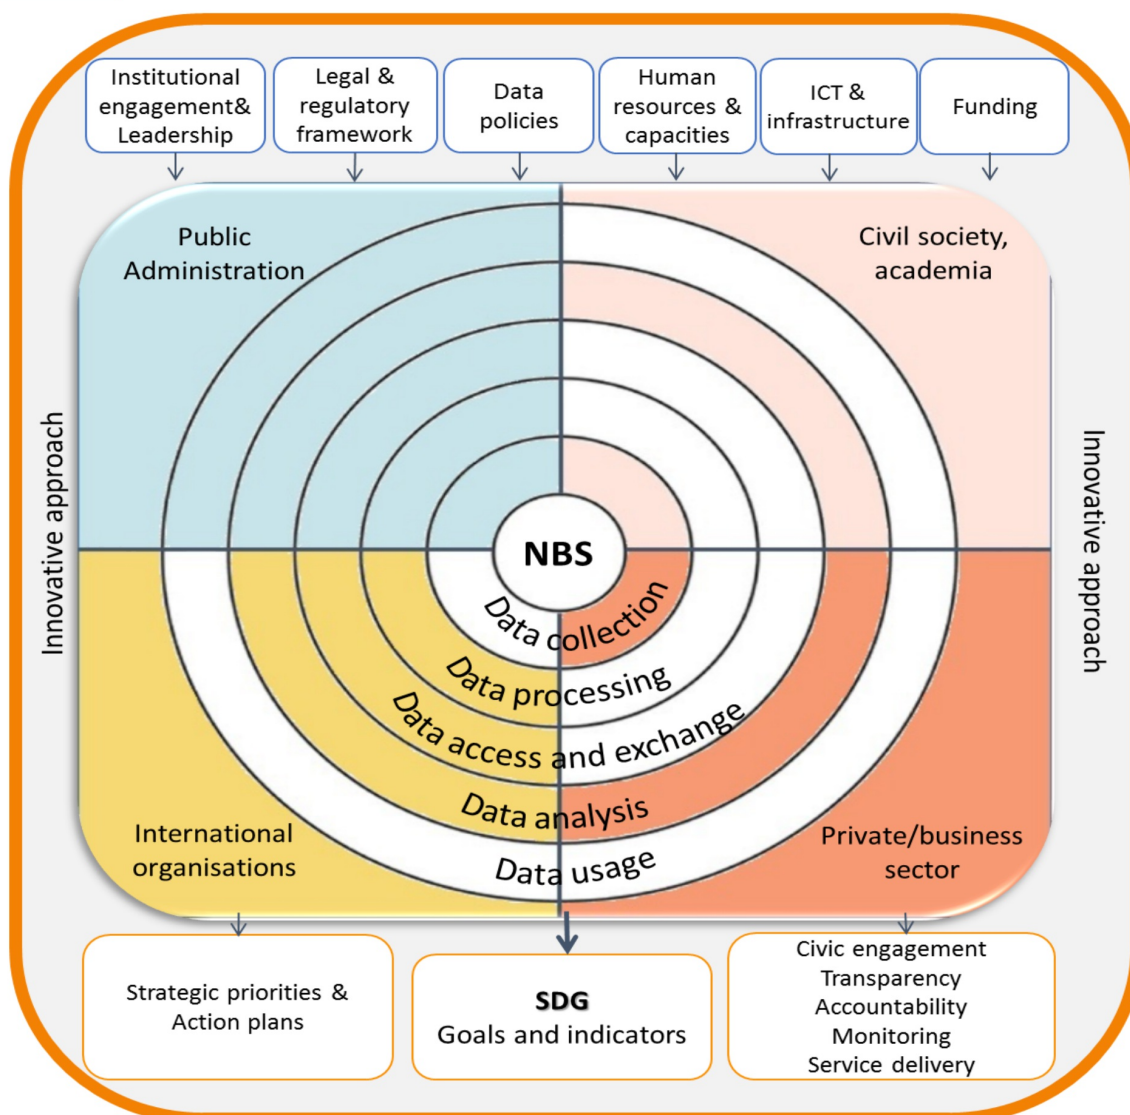 Institutional
engagement&
Leadership
Legal &
regulatory
framework
Data
policies
Human
resources &
capacities
ICT &
infrastructure
Funding
Public
Administration
Civil society,
academia
Innovative approach
Innovative approach
NBS
Data collection
Data processing
Data access and exchange
Data analysis
Data usage
International
organisations
Private/business
sector
Strategic priorities &
Action plans
SDG
Goals and indicators
Civic engagement
Transparency
Accountability
Monitoring
Service delivery